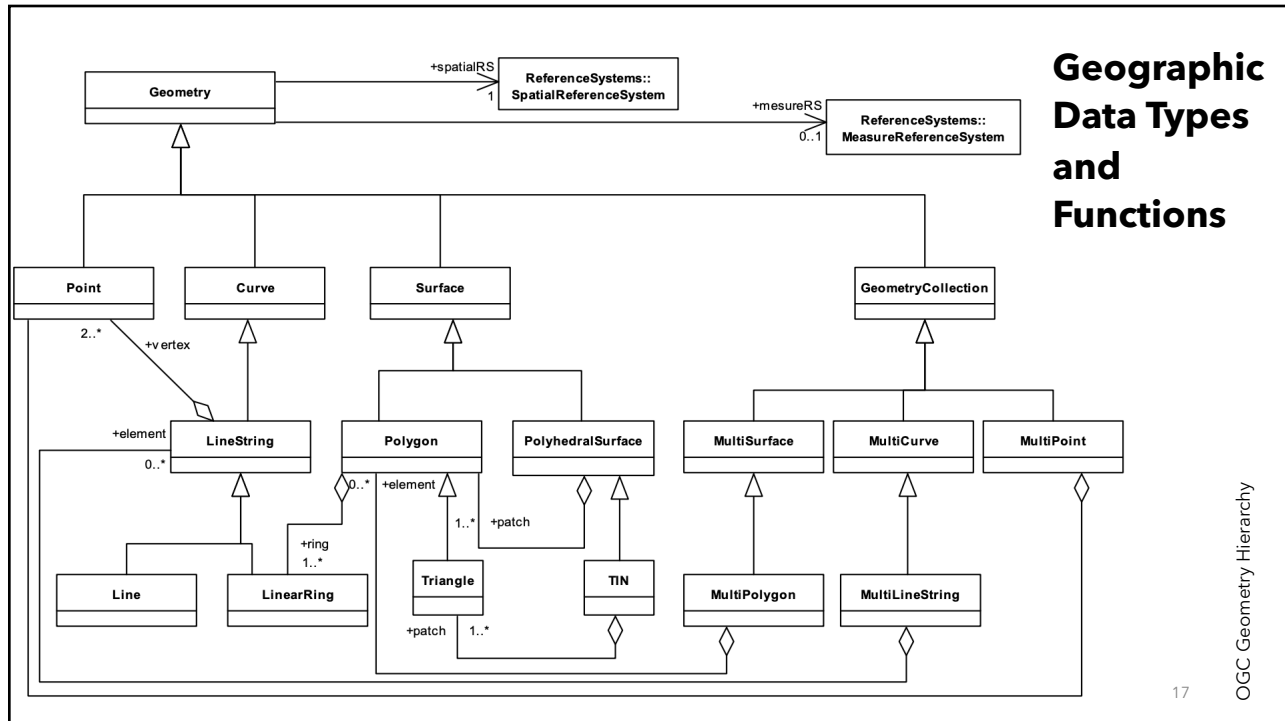 Geographic
Data Types
and
Functions
Geometry
+spatialRS
1
ReferenceSystems::
SpatialReferenceSystem
+mesureRS
0..1
ReferenceSystems::
MeasureReferenceSystem
Point
Curve
Surface
GeometryCollection
2..*
+vertex
+element
0..*
LineString
Polygon
PolyhedralSurface
MultiSurface
MultiCurve
MultiPoint
0..*
+element
+ring
1..*
1..*
+patch
Line
LinearRing
Triangle
TIN
MultiPolygon
MultiLineString
+patch
1..*
17
OGC Geometry Hierarchy